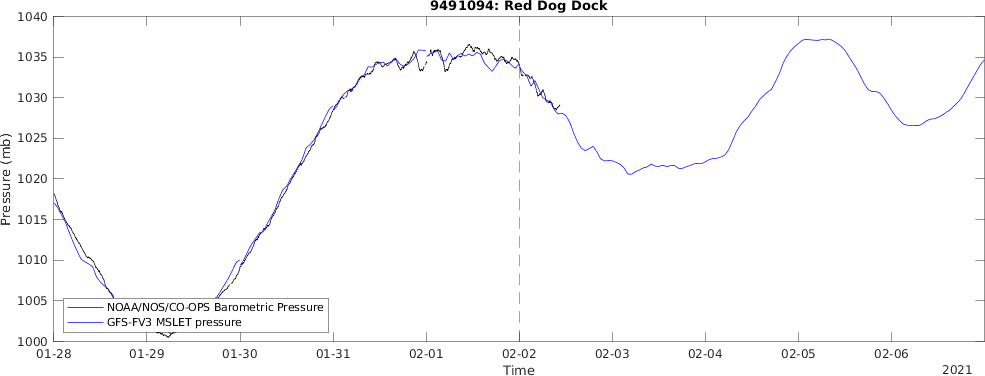 9491094: Red Dog Dock
Pressure (mb)
1040
1035
1030
1025
1020
1015
1010
1005
1000
NOAA/NOS/CO-OPS Barometric Pressure
GFS-FV3 MSLET pressure
01-28 01-29 01-30 01-31 02-01 02-02 02-03 02-04 02-05 02-06
Time
2021